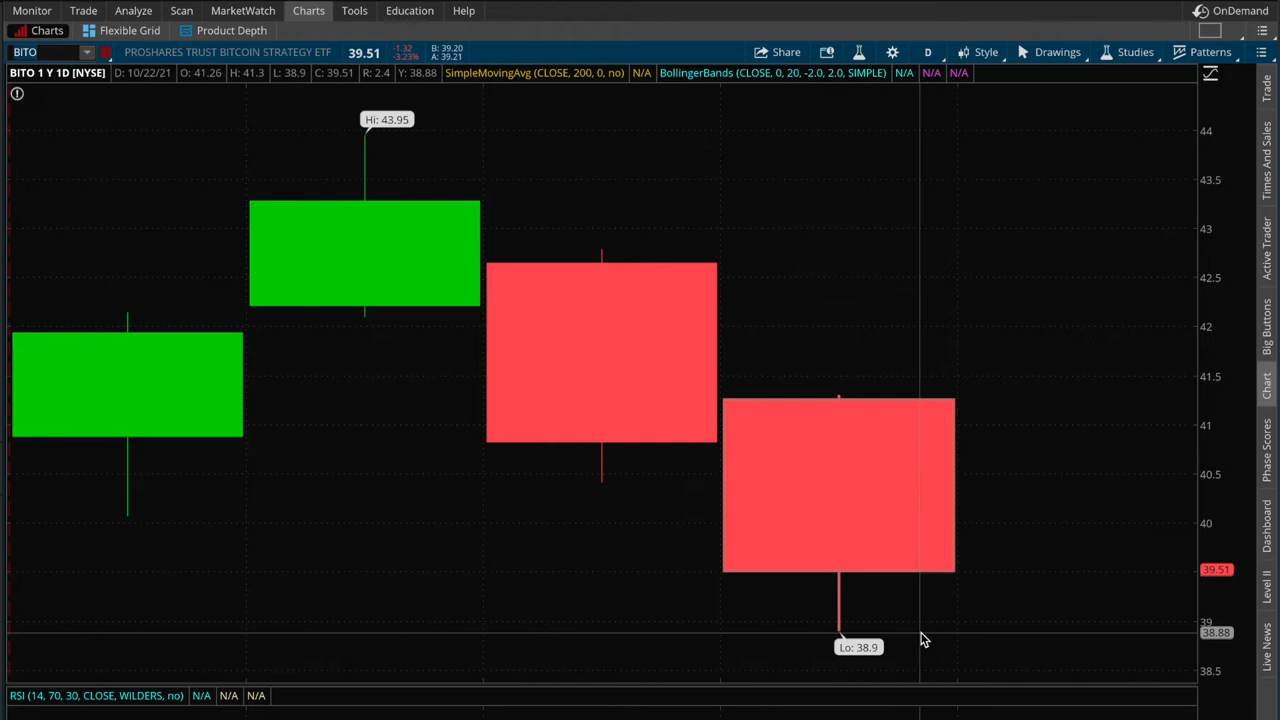 Monitor Trade Analyze Scan MarketWatch Charts Tools Education Help OnDemand
Charts Flexible Grid Product Depth
BITO PROSHARES TRUST BITCOIN STRATEGY ETF 39.51 -1.32 -3.23% B: 39.20 A: 39.21 Share D Style Drawings Studies Patterns
BITO 1 Y 1D [NYSE] D: 10/22/21 O: 41.26 H: 41.3 L: 38.9 C: 39.51 R: 2.4 Y: 38.88 SimpleMovingAvg (CLOSE, 200, 0, no) N/A BollingerBands (CLOSE, 0, 20, -2.0, 2.0, SIMPLE) N/A N/A N/A
Hi: 43.95
44
43.5
43
42.5
42
41.5
41
40.5
40
39.51
39
38.88
38.5
Lo: 38.9
Trade
Times And Sales
Active Trader
Big Buttons
Chart
Phase Scores
Dashboard
Level II
Live News
RSI (14, 70, 30, CLOSE, WILDERS, no) N/A N/A N/A